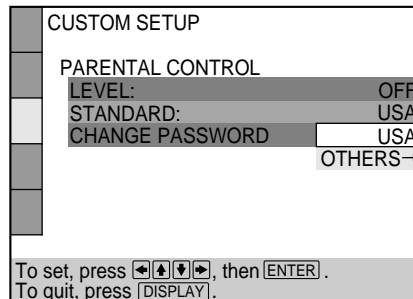 CUSTOM SETUP
PARENTAL CONTROL
LEVEL: OFF
STANDARD: USA
CHANGE PASSWORD USA
OTHERS→
To set, press ←↑↓→, then ENTER.
To quit, press DISPLAY.